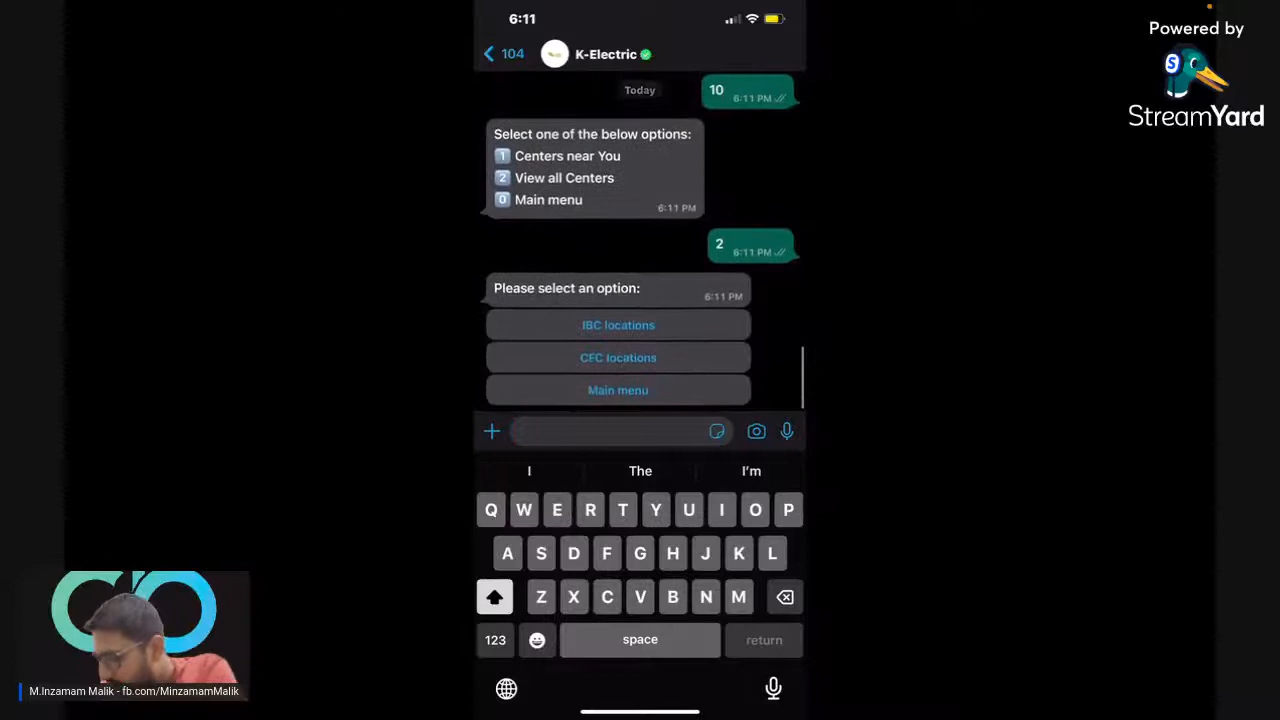 6:11
Powered by
StreamYard
104
K-Electric
Today
10
6:11 PM
Select one of the below options:
1 Centers near You
2 View all Centers
0 Main menu
6:11 PM
2
6:11 PM
Please select an option:
6:11 PM
IBC locations
CFC locations
Main menu
I The I'm
Q W E R T Y U I O P
A S D F G H J K L
Z X C V B N M
123 space return
M.Inzamam Malik - fb.com/MinzamamMalik